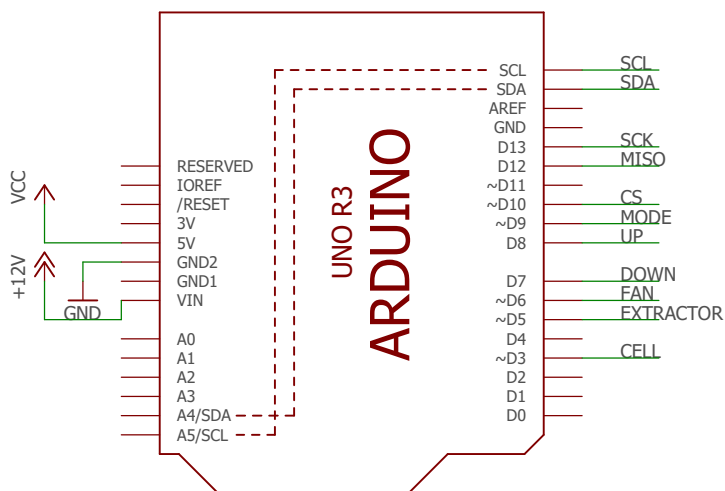 VCC
+12V
GND
RESERVED
IOREF
/RESET
3V
5V
GND2
GND1
VIN
A0
A1
A2
A3
A4/SDA
A5/SCL
UNO R3
ARDUINO
SCL SCL
SDA SDA
AREF
GND
D13 SCK
D12 MISO
~D11
~D10 CS
~D9 MODE
D8 UP
D7 DOWN
~D6 FAN
~D5 EXTRACTOR
D4
~D3 CELL
D2
D1
D0